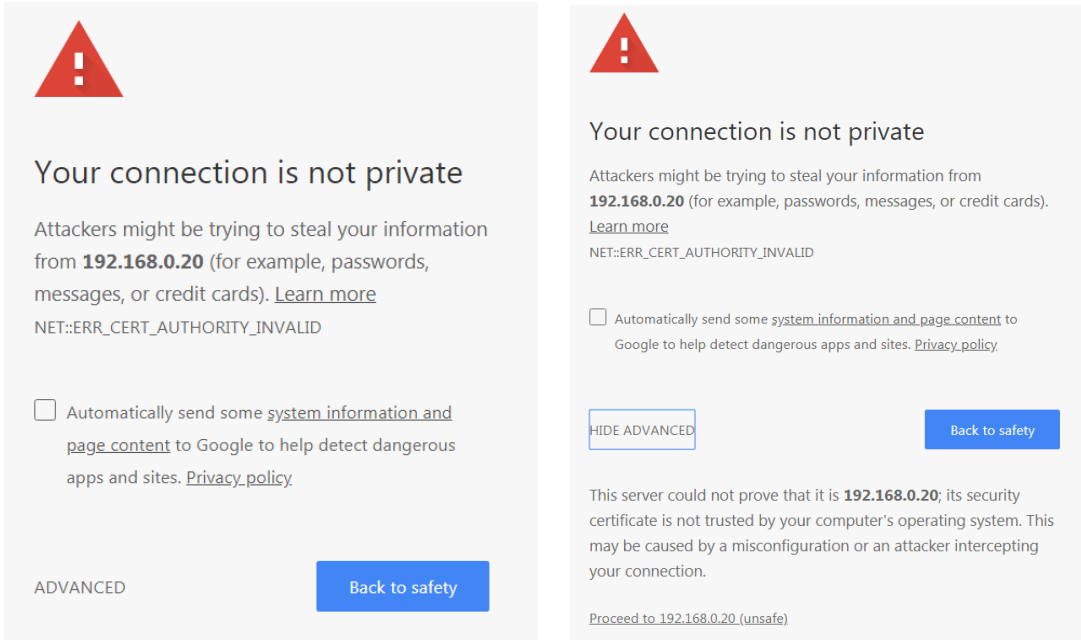 Your connection is not private
Attackers might be trying to steal your information
from 192.168.0.20 (for example, passwords,
messages, or credit cards). Learn more
NET::ERR_CERT_AUTHORITY_INVALID
Automatically send some system information and
page content to Google to help detect dangerous
apps and sites. Privacy policy
ADVANCED
Back to safety
Your connection is not private
Attackers might be trying to steal your information from
192.168.0.20 (for example, passwords, messages, or credit cards).
Learn more
NET::ERR_CERT_AUTHORITY_INVALID
Automatically send some system information and page content to
Google to help detect dangerous apps and sites. Privacy policy
HIDE ADVANCED
Back to safety
This server could not prove that it is 192.168.0.20; its security
certificate is not trusted by your computer's operating system. This
may be caused by a misconfiguration or an attacker intercepting
your connection.
Proceed to 192.168.0.20 (unsafe)